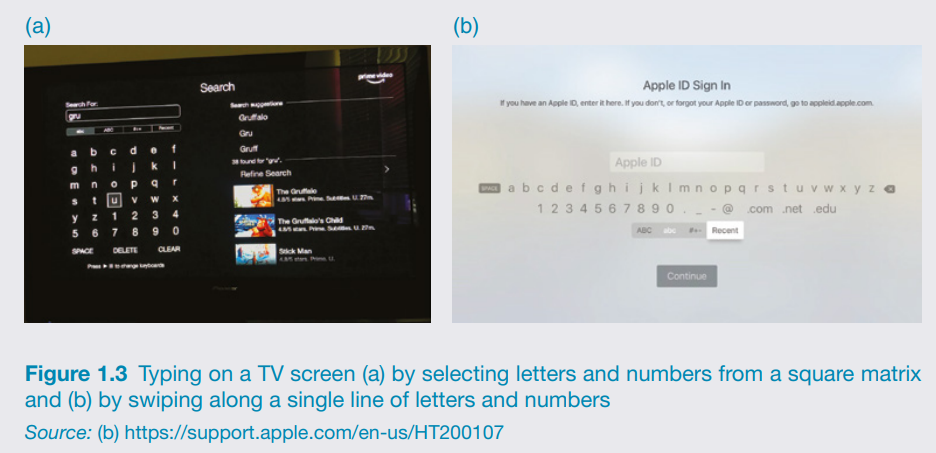 (a)
(b)
prime video
Search
Search For:
gru
abc ABC #+- Recent
a b c d e f
g h i j k l
m n o p q r
s t u v w x
y z 1 2 3 4
5 6 7 8 9 0
SPACE DELETE CLEAR
Press to change keyboards
Search suggestions
Gruffalo
Gru
Gruff
38 found for "gru".
Refine Search
The Gruffalo
4.8/5 stars. Prime. Subtitles. U. 27m.
The Gruffalo's Child
4.8/5 stars. Prime. Subtitles. U. 27m.
Stick Man
4.8/5 stars. Prime. U.
Apple ID Sign In
If you have an Apple ID, enter it here. If you don't, or forgot your Apple ID or password, go to appleid.apple.com.
Apple ID
SPACE a b c d e f g h i j k l m n o p q r s t u v w x y z
1 2 3 4 5 6 7 8 9 0 . _ - @ .com .net .edu
ABC abc #+- Recent
Continue
Figure 1.3 Typing on a TV screen (a) by selecting letters and numbers from a square matrix
and (b) by swiping along a single line of letters and numbers
Source: (b) https://support.apple.com/en-us/HT200107